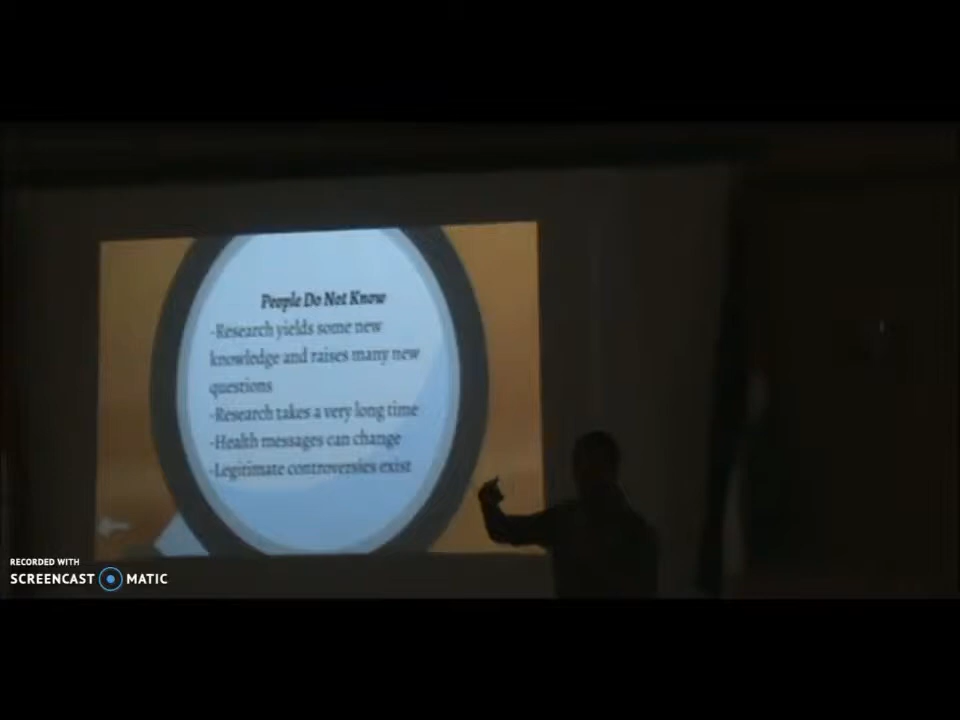 People Do Not Know
-Research yields some new
knowledge and raises many new
questions
-Research takes a very long time
-Health messages can change
-Legitimate controversies exist
RECORDED WITH
SCREENCAST MATIC